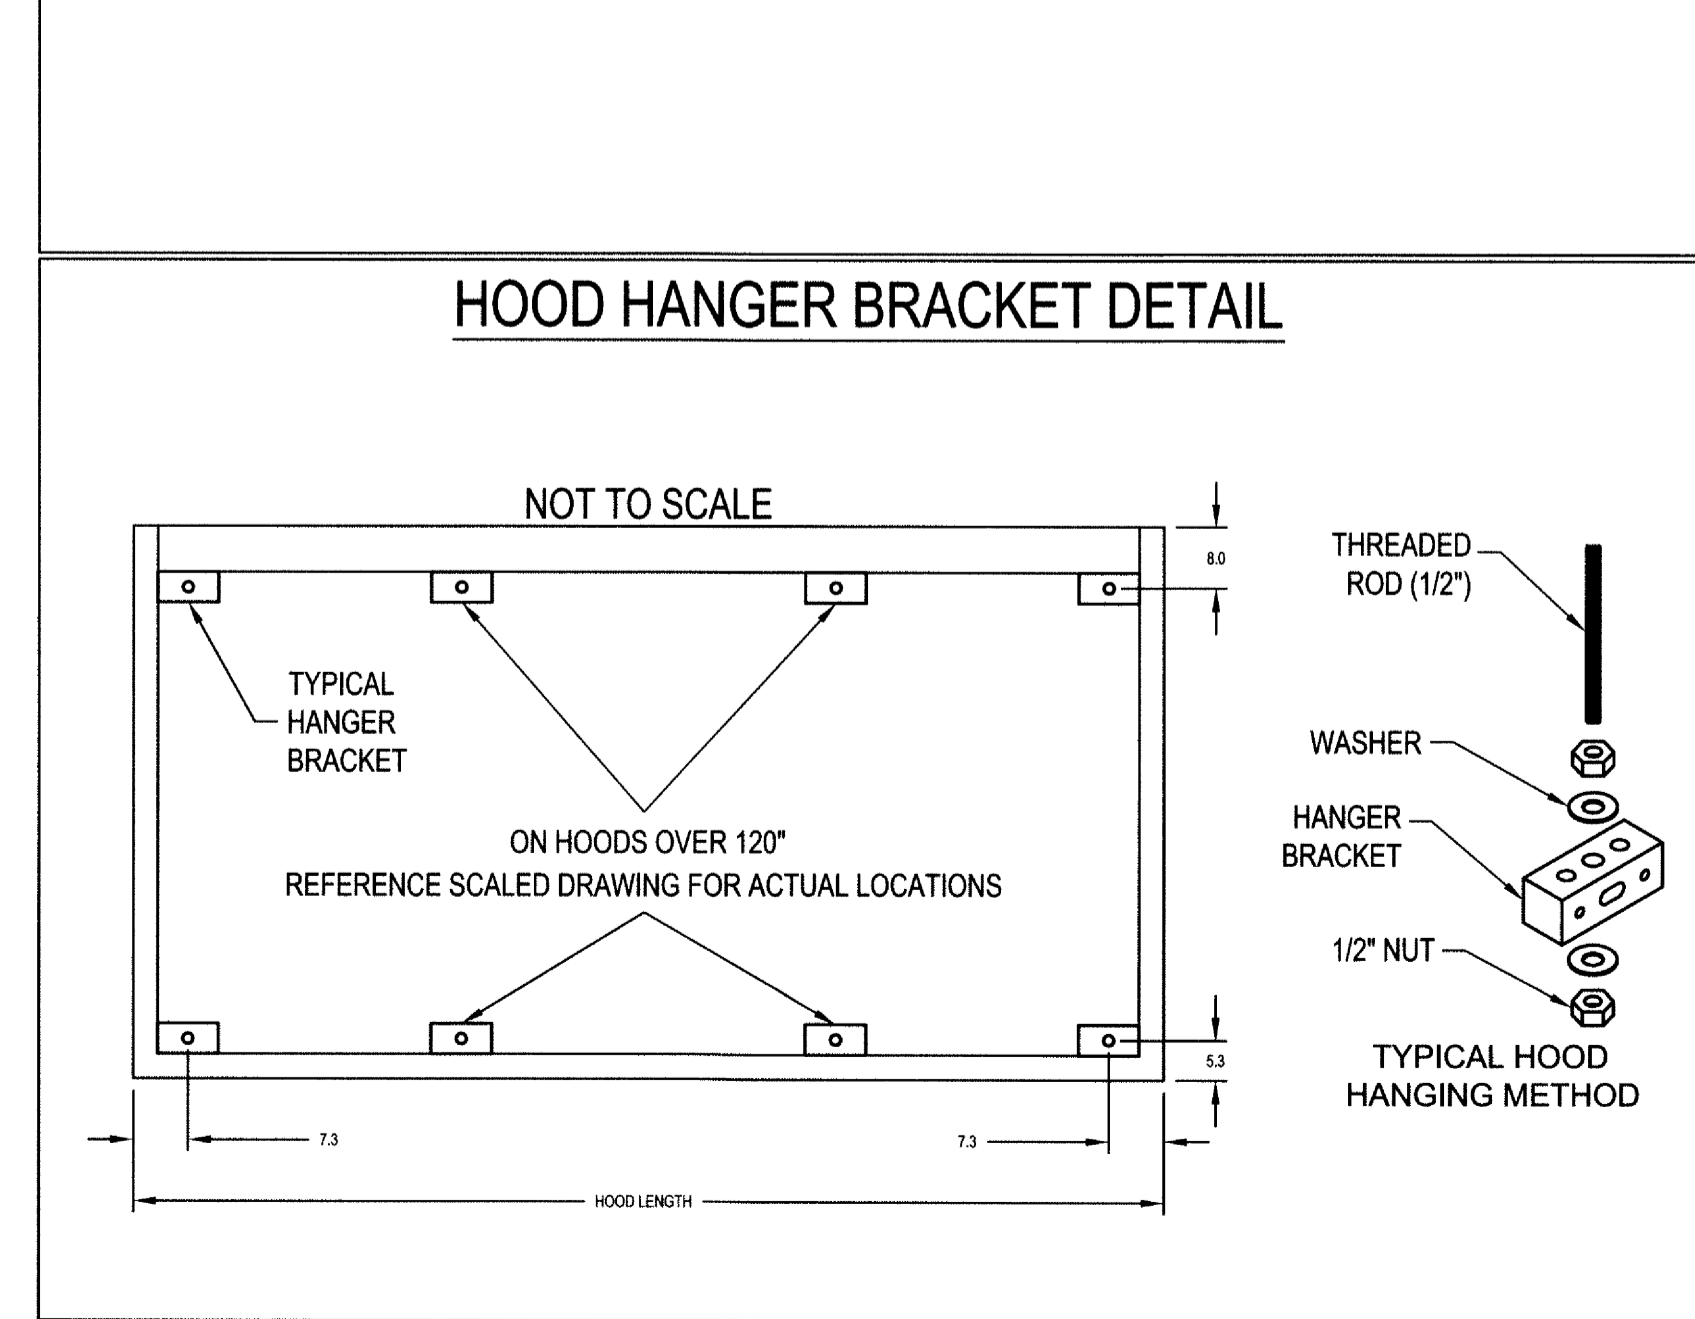 HOOD HANGER BRACKET DETAIL
NOT TO SCALE
8.0
THREADED
ROD (1/2")
TYPICAL
HANGER
BRACKET
WASHER
HANGER
BRACKET
ON HOODS OVER 120"
REFERENCE SCALED DRAWING FOR ACTUAL LOCATIONS
1/2" NUT
5.3
TYPICAL HOOD
HANGING METHOD
7.3
7.3
HOOD LENGTH